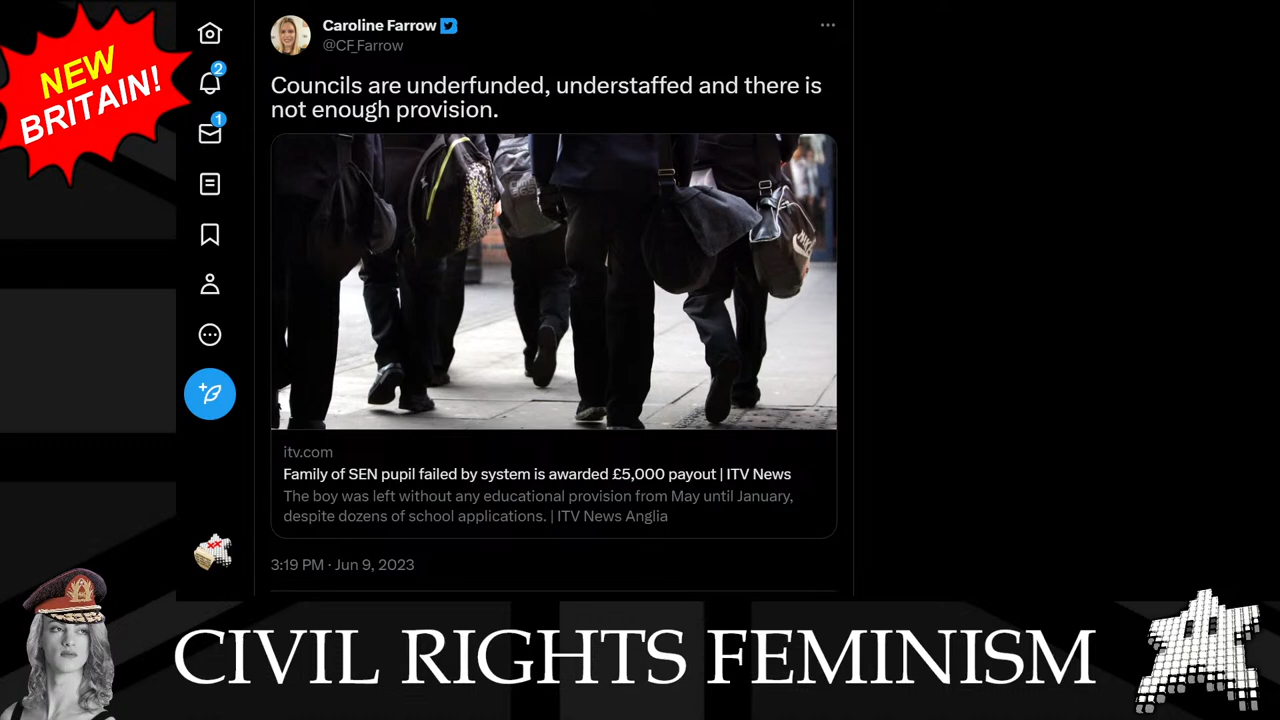 NEW
BRITAIN!
2
1
Caroline Farrow
@CF_Farrow
Councils are underfunded, understaffed and there is
not enough provision.
itv.com
Family of SEN pupil failed by system is awarded £5,000 payout | ITV News
The boy was left without any educational provision from May until January,
despite dozens of school applications. | ITV News Anglia
3:19 PM · Jun 9, 2023
CIVIL RIGHTS FEMINISM